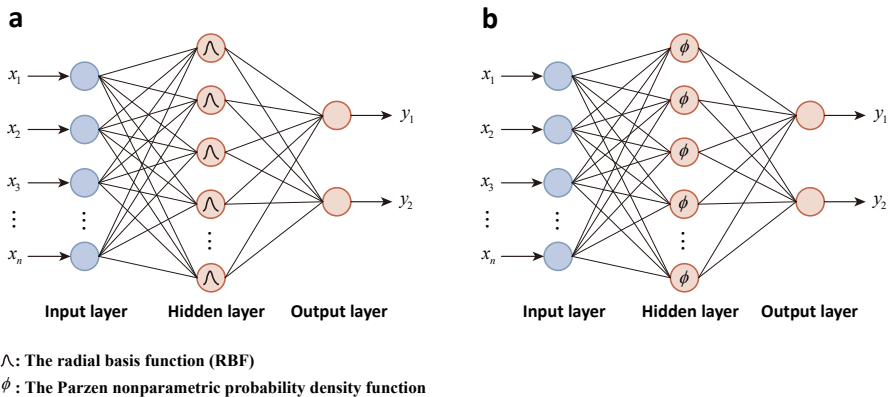 a
x1
x2
x3
⋮ ⋮
xn
⋮
y1
y2
Input layer Hidden layer Output layer
b
x1
x2
x3
⋮ ⋮
xn
ϕ
ϕ
ϕ
ϕ
⋮
ϕ
y1
y2
Input layer Hidden layer Output layer
: The radial basis function (RBF)
ϕ : The Parzen nonparametric probability density function